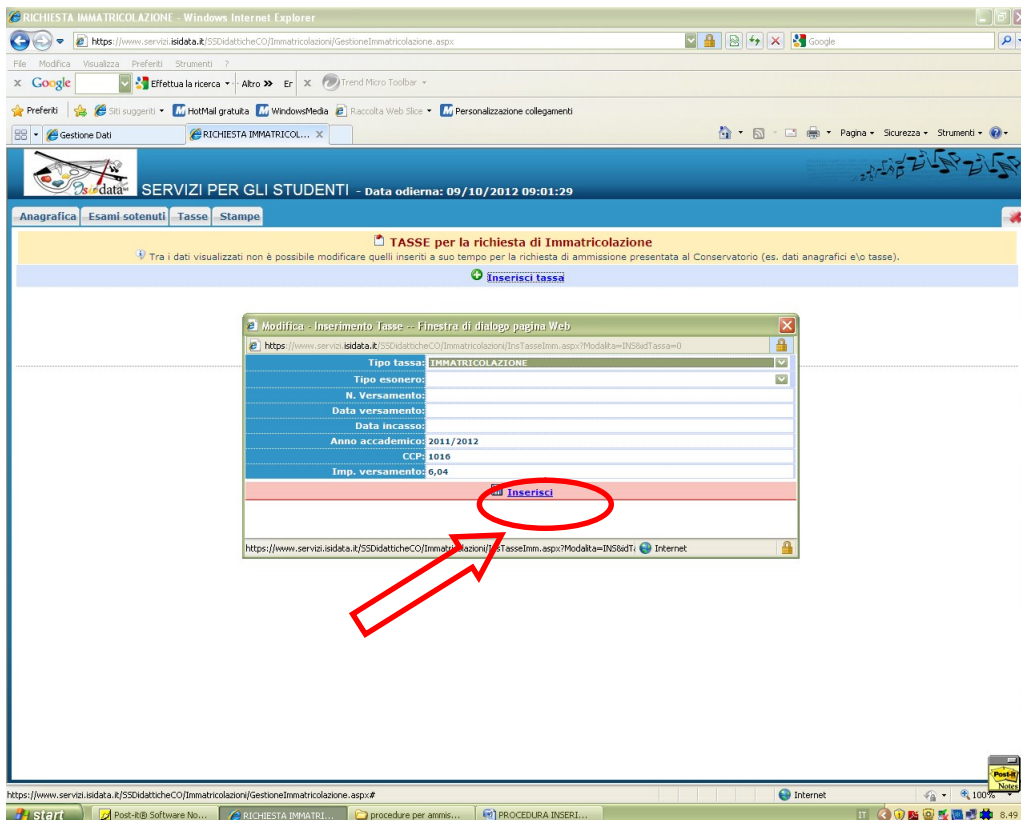 RICHIESTA IMMATRICOLAZIONE - Windows Internet Explorer
https://www.servizi.isidata.it/SSDidatticheCO/Immatricolazioni/GestioneImmatricolazione.aspx
Google
File Modifica Visualizza Preferiti Strumenti ?
x Google Effettua la ricerca Altro » Er x Trend Micro Toolbar
Preferiti Siti suggeriti HotMail gratuita WindowsMedia Raccolta Web Slice Personalizzazione collegamenti
Gestione Dati RICHIESTA IMMATRICOL... X Pagina Sicurezza Strumenti
Isidata SERVIZI PER GLI STUDENTI - Data odierna: 09/10/2012 09:01:29
Anagrafica Esami sotenuti Tasse Stampe
TASSE per la richiesta di Immatricolazione
Tra i dati visualizzati non è possibile modificare quelli inseriti a suo tempo per la richiesta di ammissione presentata al Conservatorio (es. dati anagrafici e\o tasse).
Inserisci tassa
Modifica - Inserimento Tasse -- Finestra di dialogo pagina Web
https://www.servizi.isidata.it/SSDidatticheCO/Immatricolazioni/InsTasseImm.aspx?Modalita=INS&idTassa=0
Tipo tassa: IMMATRICOLAZIONE
Tipo esonero:
N. Versamento:
Data versamento:
Data incasso:
Anno accademico: 2011/2012
CCP: 1016
Imp. versamento: 6,04
Inserisci
https://www.servizi.isidata.it/SSDidatticheCO/Immatricolazioni/InsTasseImm.aspx?Modalita=INS&idT Internet
Post-it
Notes
https://www.servizi.isidata.it/SSDidatticheCO/Immatricolazioni/GestioneImmatricolazione.aspx# Internet 100%
start Post-it® Software No... RICHIESTA IMMATRI... procedure per ammis... PROCEDURA INSERI... IT 8.49